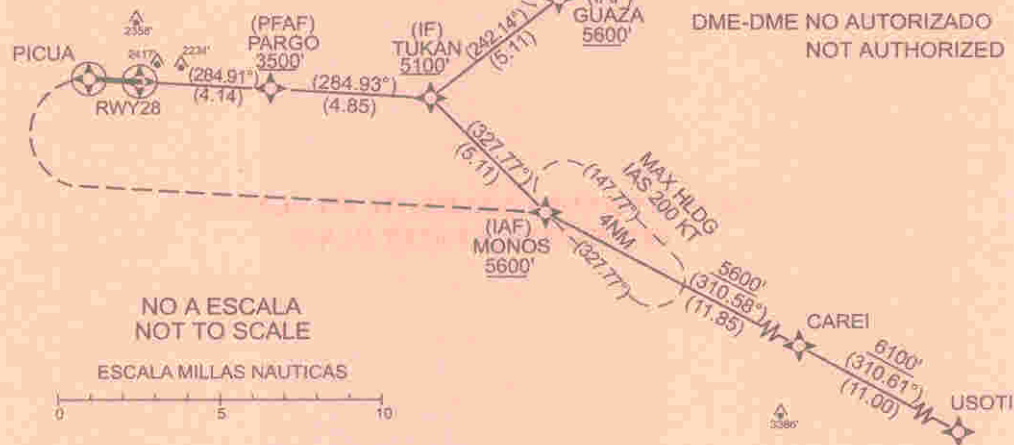 (IAF)
GUAZA
5600'
DME-DME NO AUTORIZADO
NOT AUTHORIZED
2358'
PICUA
2417'
2234'
(PFAF)
PARGO
3500'
(IF)
TUKAN
5100'
(242.14°)
(5.11)
(284.91°)
(4.14)
(284.93°)
(4.85)
RWY28
(327.77°)
(5.11)
MAX HLDG
IAS 200 KT
(147.77°)
4NM
(327.77°)
(IAF)
MONOS
5600'
5600'
(310.58°)
(11.85)
CAREI
6100'
(310.61°)
(11.00)
USOTI
3386'
NO A ESCALA
NOT TO SCALE
ESCALA MILLAS NAUTICAS
0 5 10